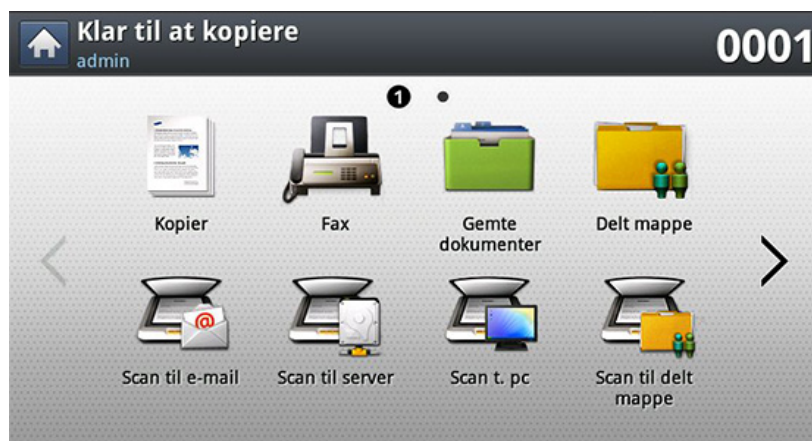 Klar til at kopiere
admin
0001
1
Kopier
Fax
Gemte
dokumenter
Delt mappe
Scan til e-mail
Scan til server
Scan t. pc
Scan til delt
mappe